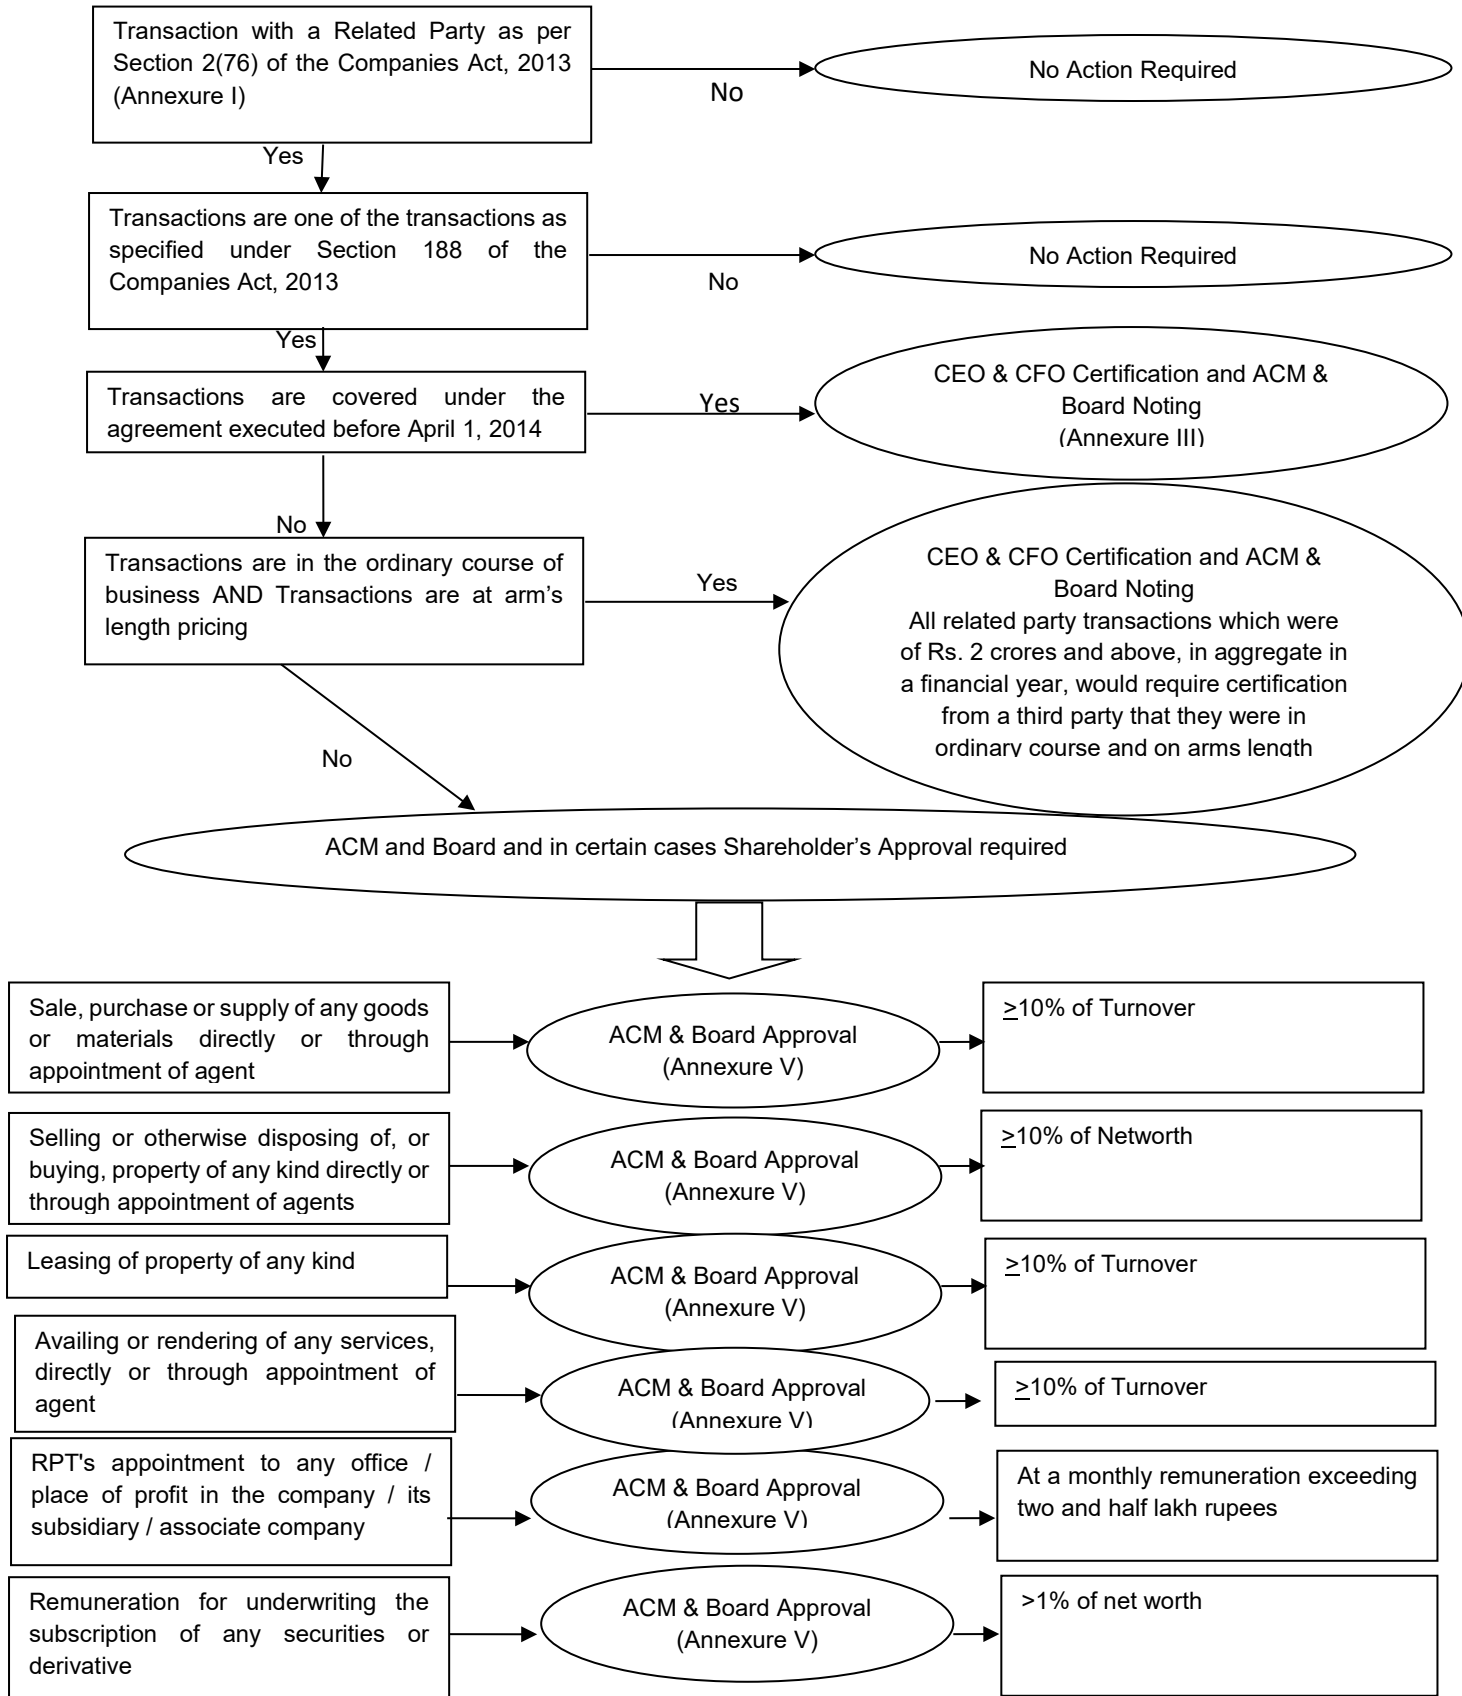 Transaction with a Related Party as per
Section 2(76) of the Companies Act, 2013
(Annexure I)
No
No Action Required
Yes
Transactions are one of the transactions as
specified under Section 188 of the
Companies Act, 2013
No
No Action Required
Yes
Transactions are covered under the
agreement executed before April 1, 2014
Yes
CEO & CFO Certification and ACM &
Board Noting
(Annexure III)
No
Transactions are in the ordinary course of
business AND Transactions are at arm’s
length pricing
Yes
CEO & CFO Certification and ACM &
Board Noting
All related party transactions which were
of Rs. 2 crores and above, in aggregate in
a financial year, would require certification
from a third party that they were in
ordinary course and on arms length
No
ACM and Board and in certain cases Shareholder’s Approval required
Sale, purchase or supply of any goods
or materials directly or through
appointment of agent
ACM & Board Approval
(Annexure V)
≥10% of Turnover
Selling or otherwise disposing of, or
buying, property of any kind directly or
through appointment of agents
ACM & Board Approval
(Annexure V)
≥10% of Networth
Leasing of property of any kind
ACM & Board Approval
(Annexure V)
≥10% of Turnover
Availing or rendering of any services,
directly or through appointment of
agent
ACM & Board Approval
(Annexure V)
≥10% of Turnover
RPT's appointment to any office /
place of profit in the company / its
subsidiary / associate company
ACM & Board Approval
(Annexure V)
At a monthly remuneration exceeding
two and half lakh rupees
Remuneration for underwriting the
subscription of any securities or
derivative
ACM & Board Approval
(Annexure V)
>1% of net worth